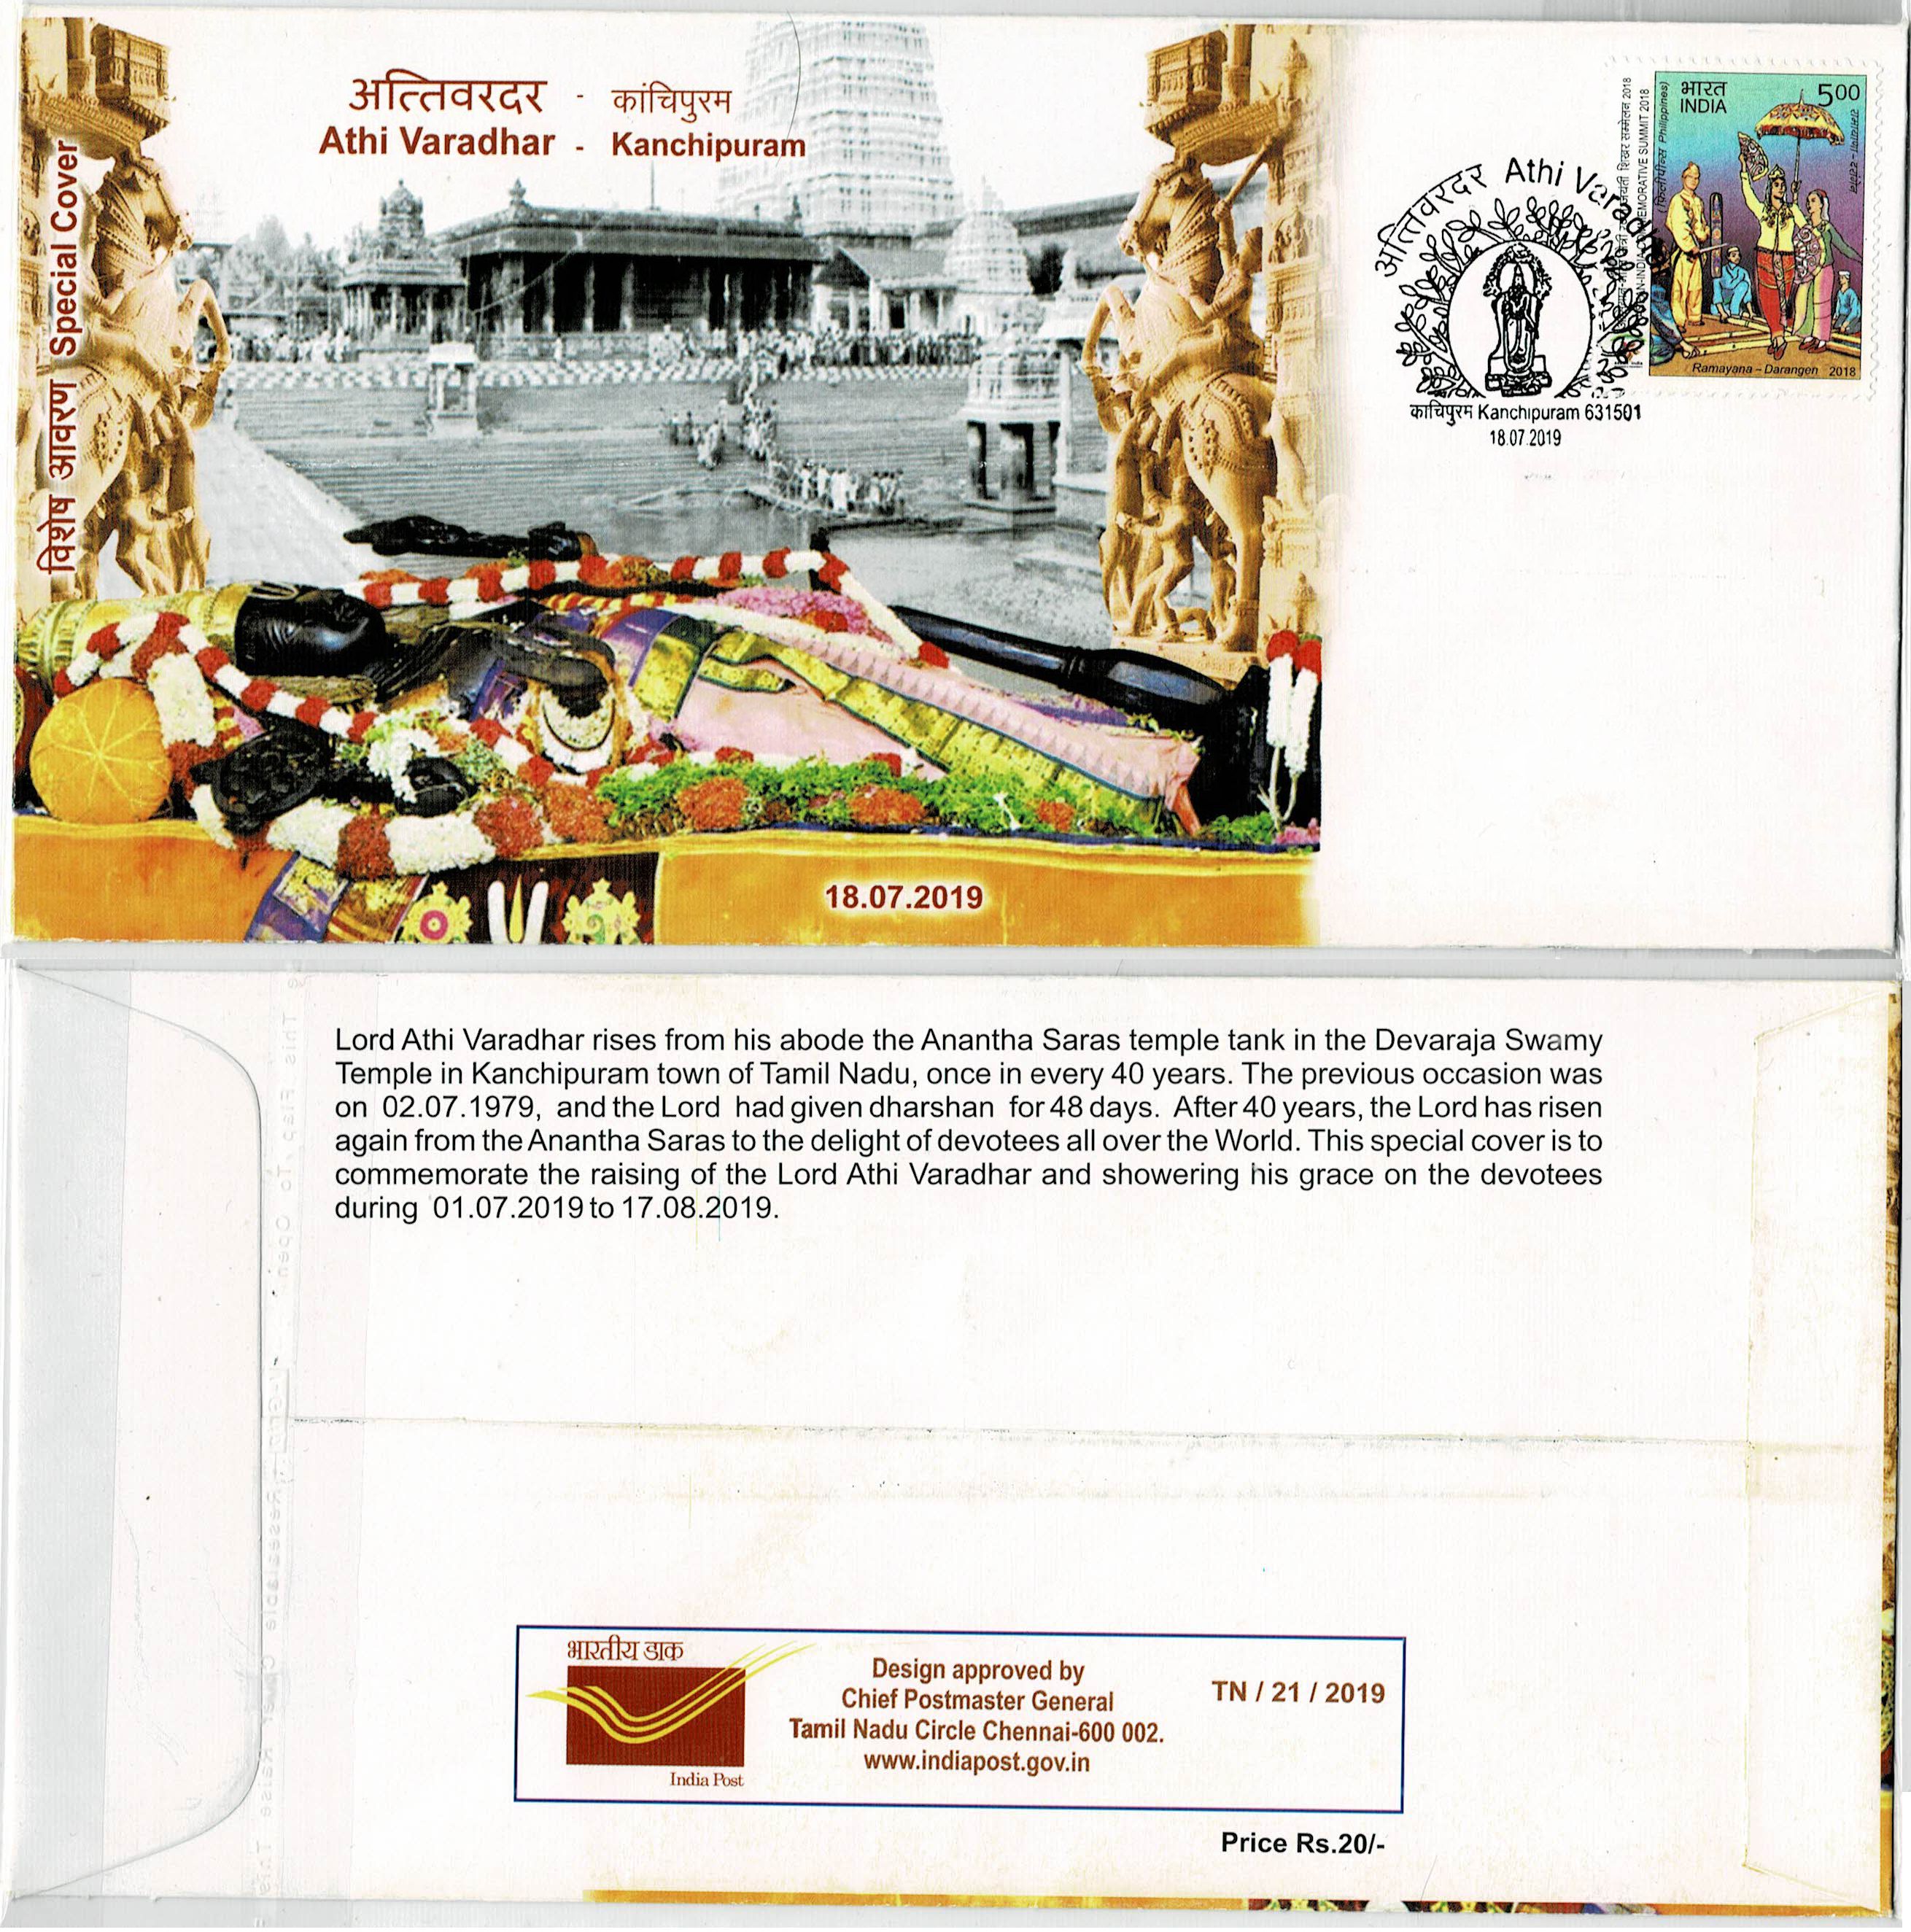 अत्तिवरदर - कांचिपुरम
Athi Varadhar - Kanchipuram
विशेष आवरण Special Cover
18.07.2019
भारत
INDIA
500
(फिलीपीन्स Philippines)
Ramayana – Darangen 2018
अत्तिवरदर Athi Varadhar
कांचिपुरम Kanchipuram 631501
18.07.2019
Lord Athi Varadhar rises from his abode the Anantha Saras temple tank in the Devaraja Swamy
Temple in Kanchipuram town of Tamil Nadu, once in every 40 years. The previous occasion was
on 02.07.1979, and the Lord had given dharshan for 48 days. After 40 years, the Lord has risen
again from the Anantha Saras to the delight of devotees all over the World. This special cover is to
commemorate the raising of the Lord Athi Varadhar and showering his grace on the devotees
during 01.07.2019 to 17.08.2019.
भारतीय डाक
India Post
Design approved by
Chief Postmaster General
Tamil Nadu Circle Chennai-600 002.
www.indiapost.gov.in
TN / 21 / 2019
Price Rs.20/-